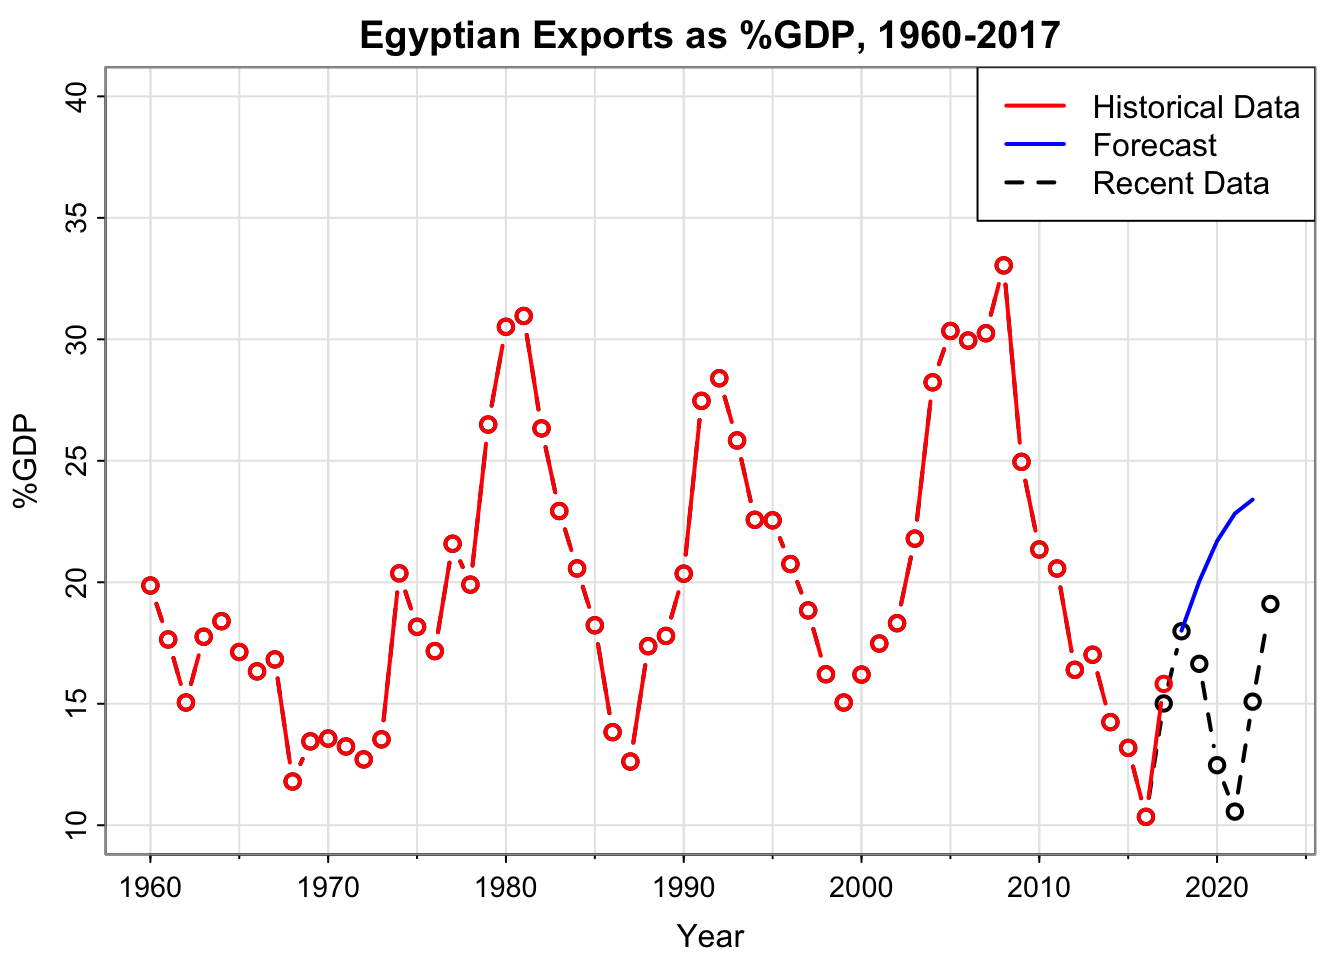 Egyptian Exports as %GDP, 1960-2017
Historical Data
Forecast
Recent Data
%GDP
40
35
30
25
20
15
10
1960 1970 1980 1990 2000 2010 2020
Year